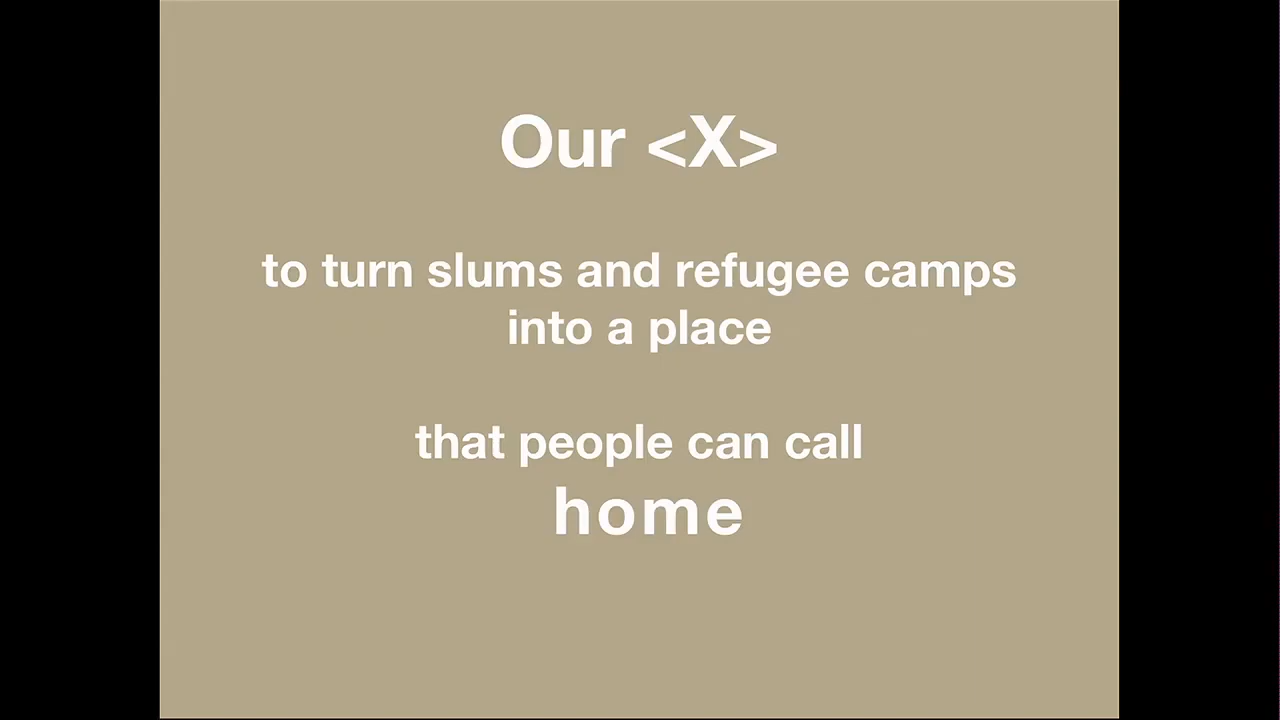 Our <X>
to turn slums and refugee camps
into a place
that people can call
home